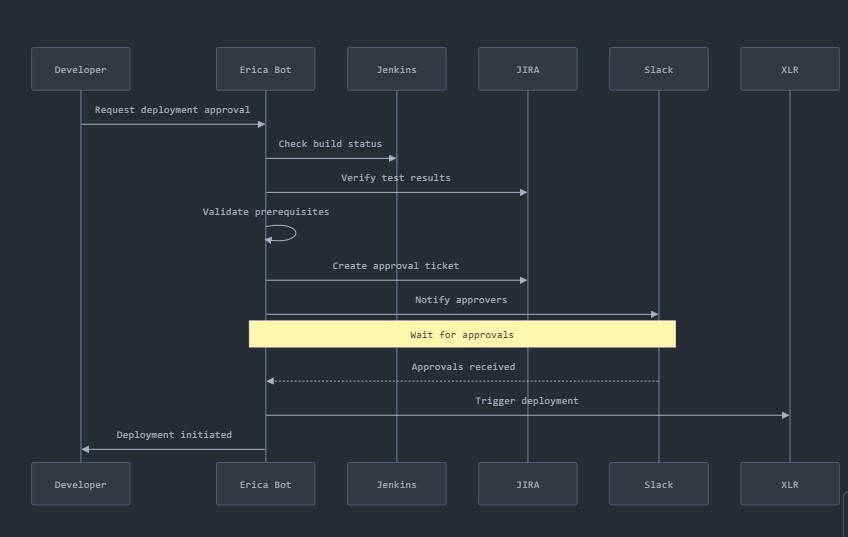 Developer
Erica Bot
Jenkins
JIRA
Slack
XLR
Request deployment approval
Check build status
Verify test results
Validate prerequisites
Create approval ticket
Notify approvers
Wait for approvals
Approvals received
Trigger deployment
Deployment initiated
Developer
Erica Bot
Jenkins
JIRA
Slack
XLR